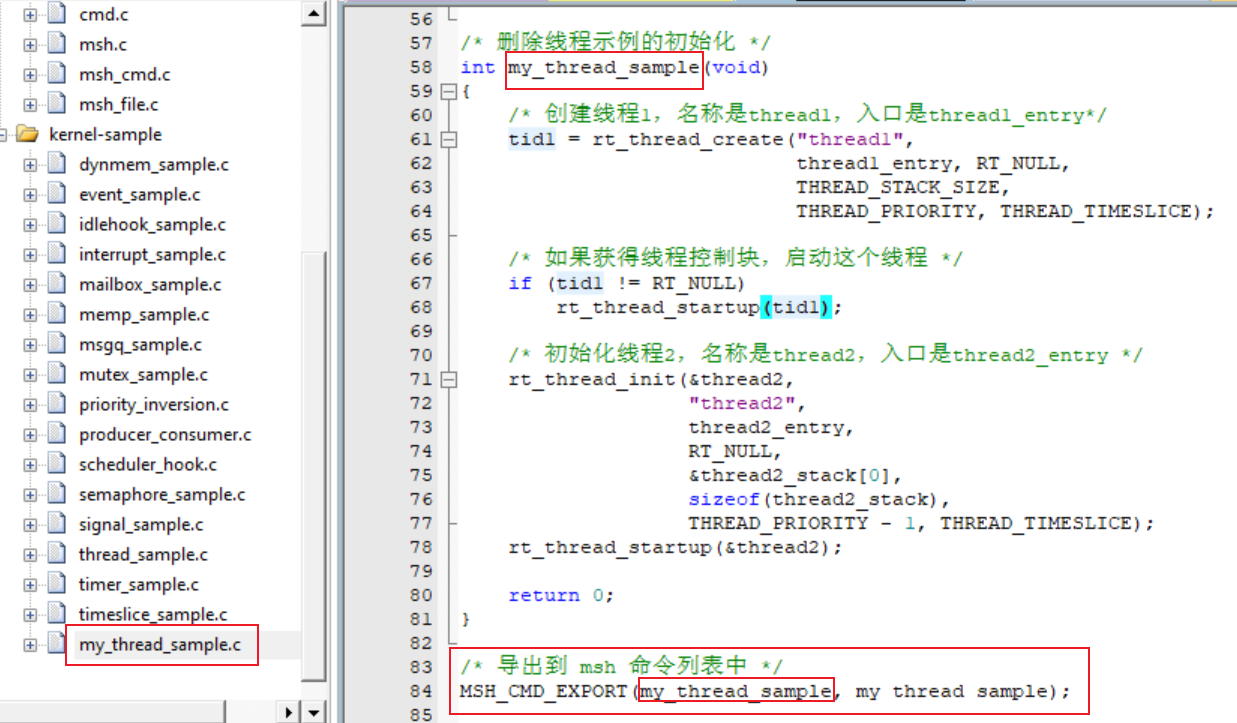 cmd.c
msh.c
msh_cmd.c
msh_file.c
kernel-sample
dynmem_sample.c
event_sample.c
idlehook_sample.c
interrupt_sample.c
mailbox_sample.c
memp_sample.c
msgq_sample.c
mutex_sample.c
priority_inversion.c
producer_consumer.c
scheduler_hook.c
semaphore_sample.c
signal_sample.c
thread_sample.c
timer_sample.c
timeslice_sample.c
my_thread_sample.c
56
57 /* 删除线程示例的初始化 */
58 int my_thread_sample(void)
59 {
60 /* 创建线程1，名称是thread1，入口是thread1_entry*/
61 tid1 = rt_thread_create("thread1",
62 thread1_entry, RT_NULL,
63 THREAD_STACK_SIZE,
64 THREAD_PRIORITY, THREAD_TIMESLICE);
65
66 /* 如果获得线程控制块，启动这个线程 */
67 if (tid1 != RT_NULL)
68 rt_thread_startup(tid1);
69
70 /* 初始化线程2，名称是thread2，入口是thread2_entry */
71 rt_thread_init(&thread2,
72 "thread2",
73 thread2_entry,
74 RT_NULL,
75 &thread2_stack[0],
76 sizeof(thread2_stack),
77 THREAD_PRIORITY - 1, THREAD_TIMESLICE);
78 rt_thread_startup(&thread2);
79
80 return 0;
81 }
82
83 /* 导出到 msh 命令列表中 */
84 MSH_CMD_EXPORT(my_thread_sample, my thread sample);
85